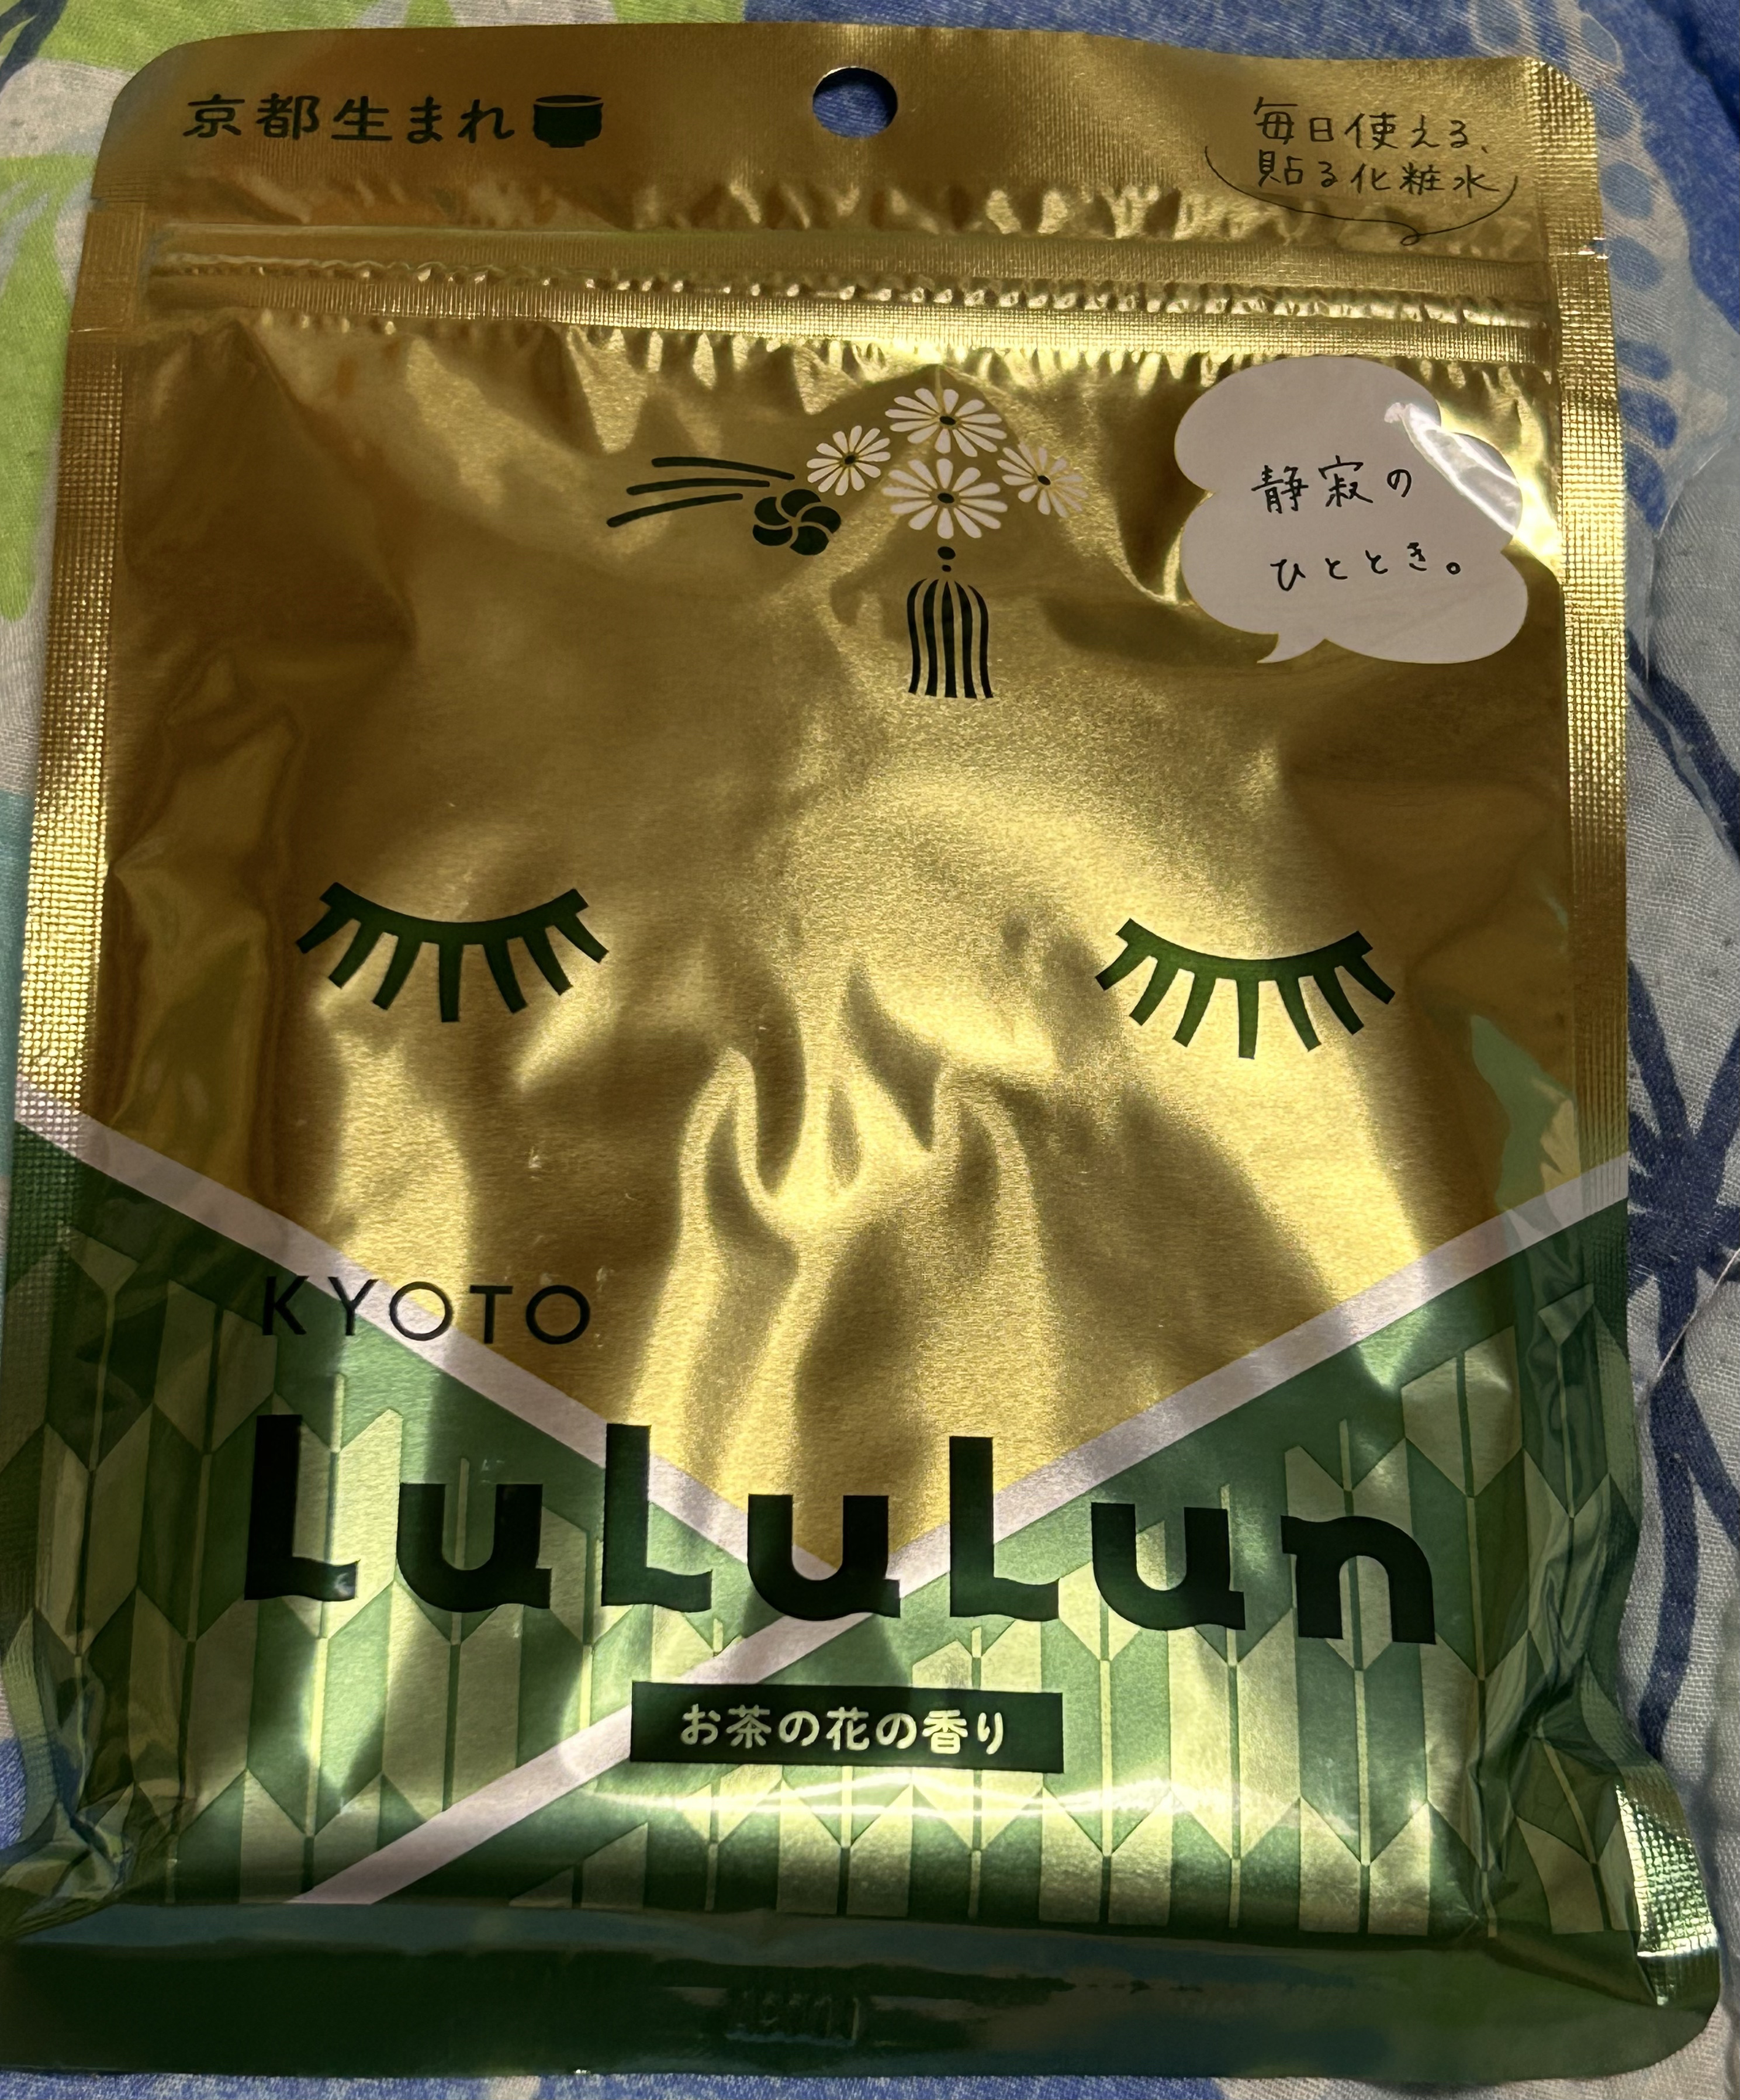 京都生まれ
毎日使える、
貼る化粧水
静寂の
ひととき。
KYOTO
LuLuLun
お茶の花の香り